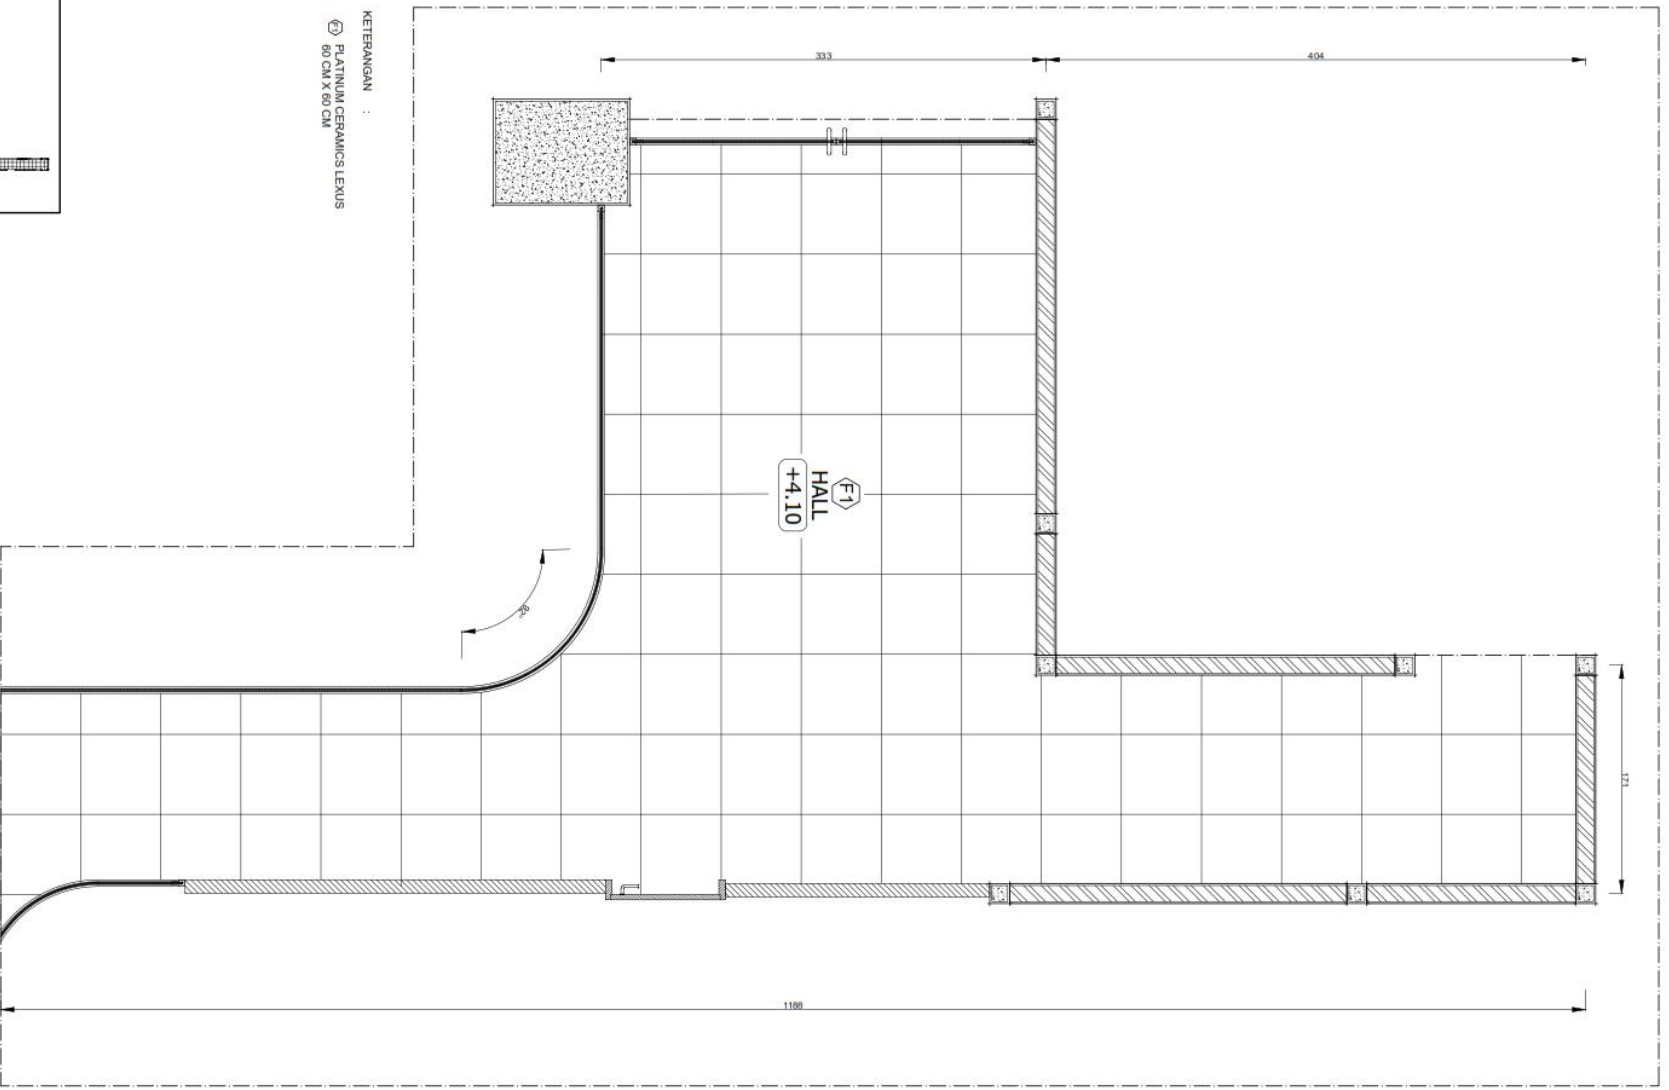 KETERANGAN :
F1 PLATINUM CERAMICS LEXUS
60 CM X 60 CM
333
404
F1
HALL
+4.10
171
1188